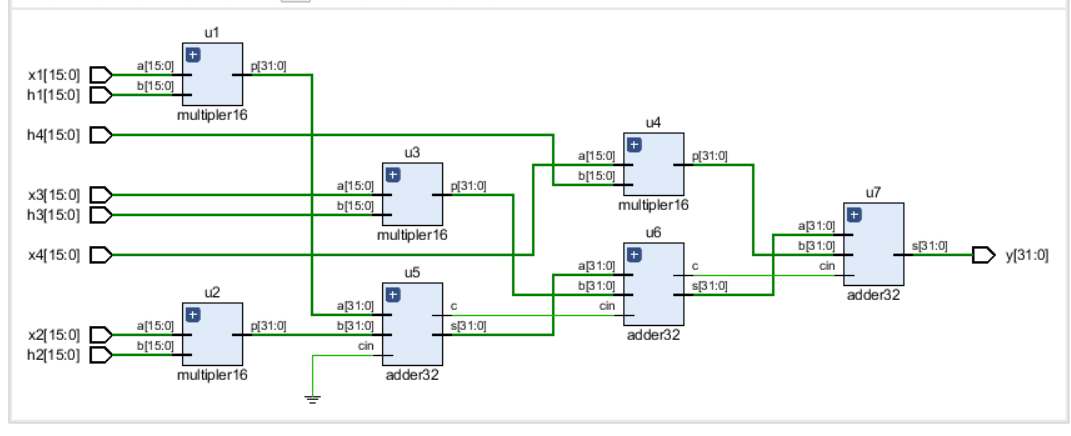 u1
x1[15:0] a[15:0] p[31:0]
h1[15:0] b[15:0]
multipler16
h4[15:0]
u4
a[15:0] p[31:0]
b[15:0]
multipler16
u3
x3[15:0] a[15:0] p[31:0]
h3[15:0] b[15:0]
multipler16
x4[15:0]
u7
a[31:0]
b[31:0] s[31:0] y[31:0]
cin
adder32
u6
a[31:0] c
b[31:0] s[31:0]
cin
adder32
u5
a[31:0] c
b[31:0] s[31:0]
cin
adder32
u2
x2[15:0] a[15:0] p[31:0]
h2[15:0] b[15:0]
multipler16